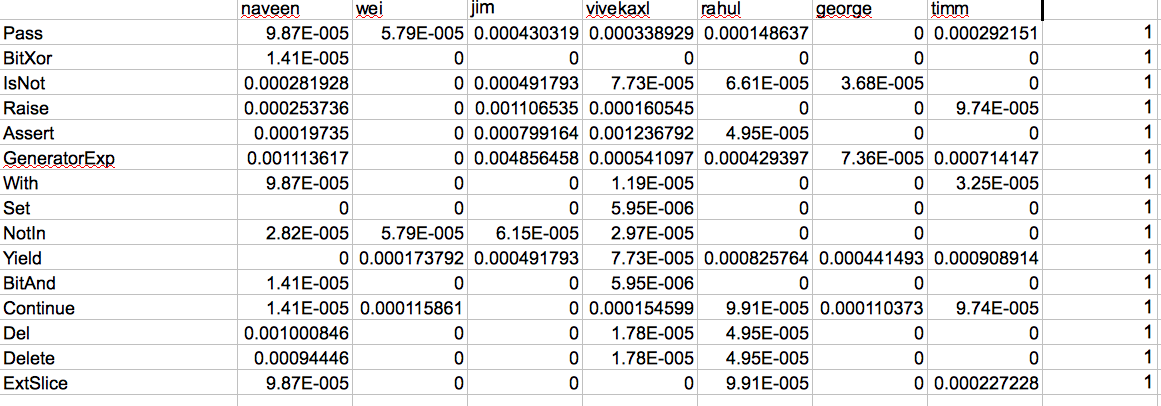 naveen wei jim vivekaxl rahul george timm
Pass 9.87E-005 5.79E-005 0.000430319 0.000338929 0.000148637 0 0.000292151 1
BitXor 1.41E-005 0 0 0 0 0 0 1
IsNot 0.000281928 0 0.000491793 7.73E-005 6.61E-005 3.68E-005 0 1
Raise 0.000253736 0 0.001106535 0.000160545 0 0 9.74E-005 1
Assert 0.00019735 0 0.000799164 0.001236792 4.95E-005 0 0 1
GeneratorExp 0.001113617 0 0.004856458 0.000541097 0.000429397 7.36E-005 0.000714147 1
With 9.87E-005 0 0 1.19E-005 0 0 3.25E-005 1
Set 0 0 0 5.95E-006 0 0 0 1
NotIn 2.82E-005 5.79E-005 6.15E-005 2.97E-005 0 0 0 1
Yield 0 0.000173792 0.000491793 7.73E-005 0.000825764 0.000441493 0.000908914 1
BitAnd 1.41E-005 0 0 5.95E-006 0 0 0 1
Continue 1.41E-005 0.000115861 0 0.000154599 9.91E-005 0.000110373 9.74E-005 1
Del 0.001000846 0 0 1.78E-005 4.95E-005 0 0 1
Delete 0.00094446 0 0 1.78E-005 4.95E-005 0 0 1
ExtSlice 9.87E-005 0 0 0 9.91E-005 0 0.000227228 1